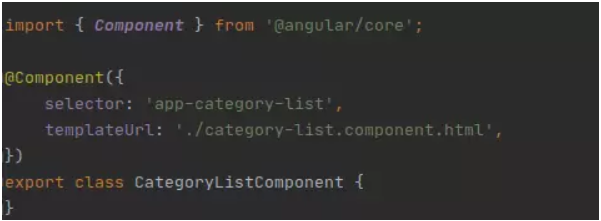 import { Component } from '@angular/core';
@Component({
selector: 'app-category-list',
templateUrl: './category-list.component.html',
})
export class CategoryListComponent {
}